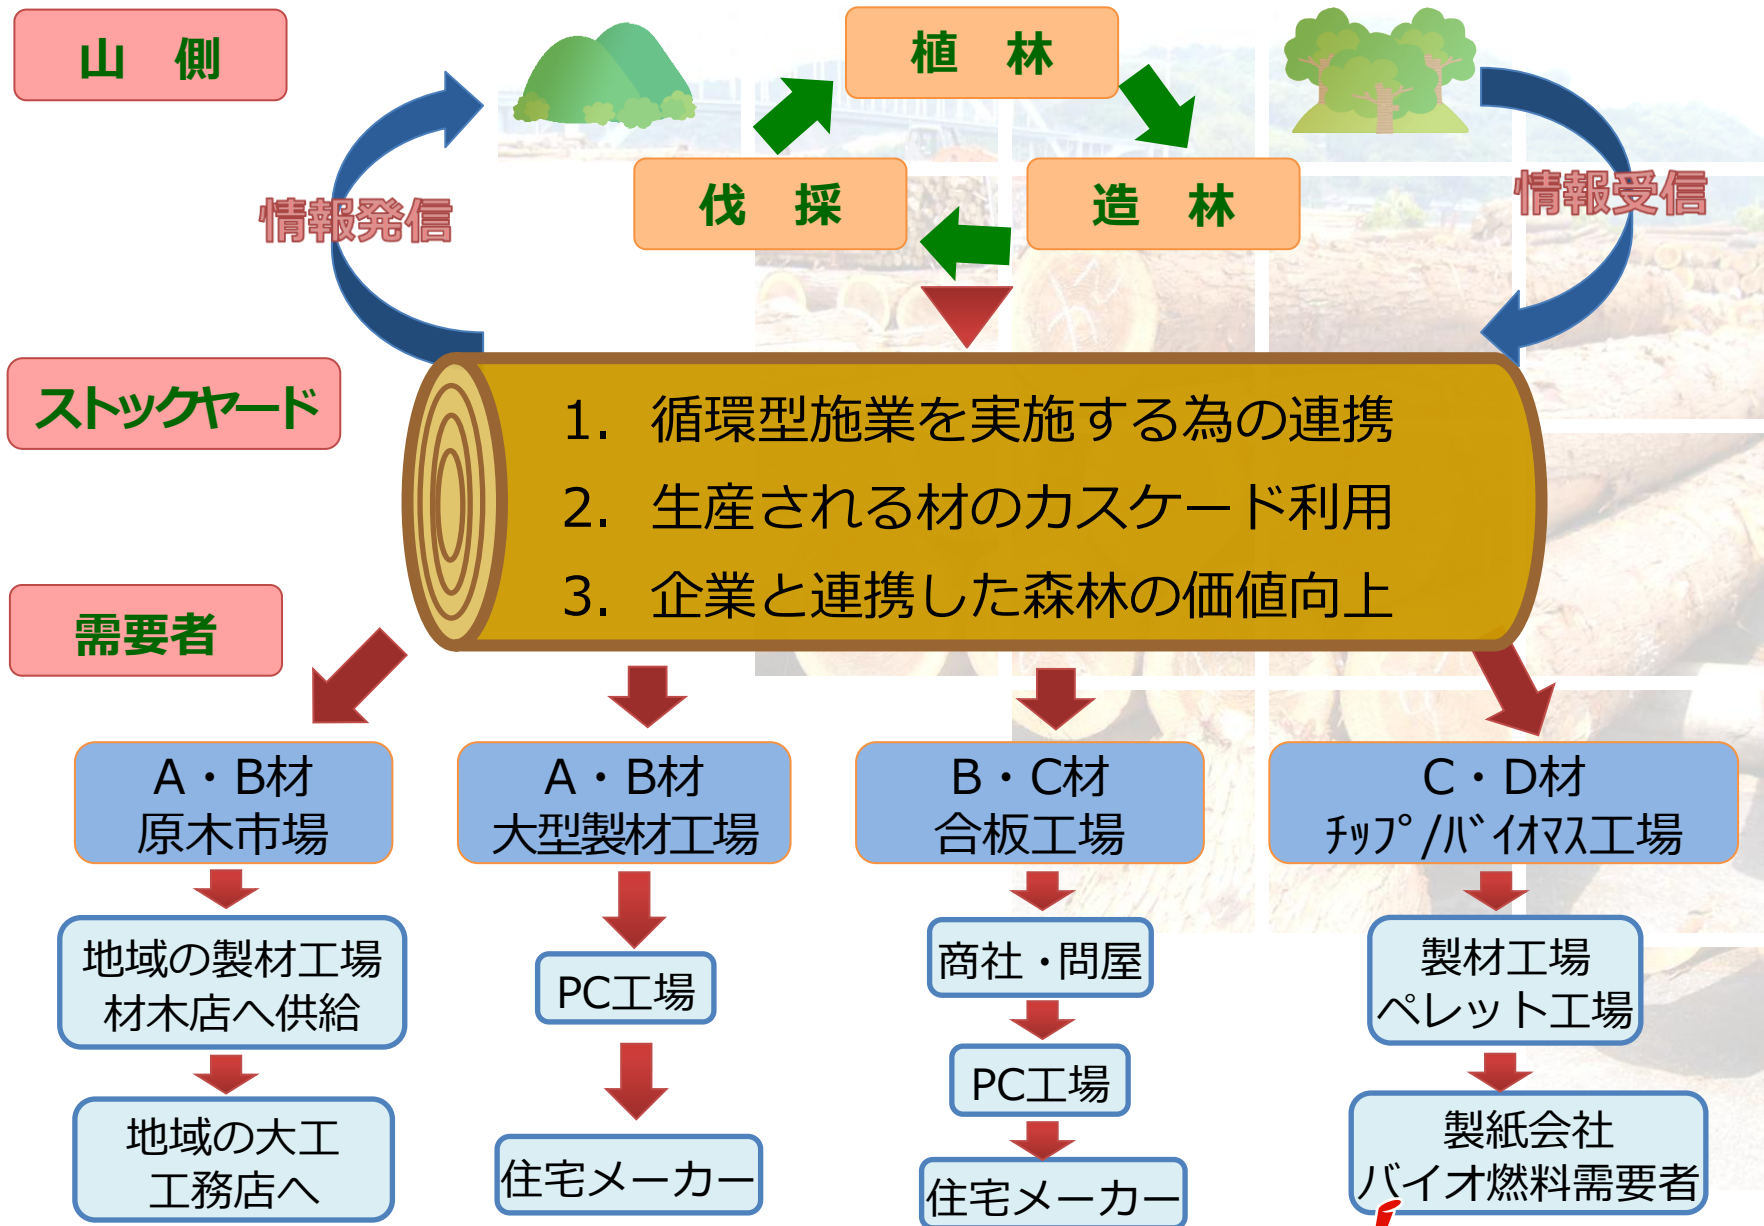 山　側
植　林
伐　採
造　林
情報発信
情報受信
ストックヤード
1. 循環型施業を実施する為の連携
2. 生産される材のカスケード利用
3. 企業と連携した森林の価値向上
需要者
A・B材
原木市場
A・B材
大型製材工場
B・C材
合板工場
C・D材
ﾁｯﾌﾟ/ﾊﾞｲｵﾏｽ工場
地域の製材工場
材木店へ供給
PC工場
商社・問屋
製材工場
ペレット工場
PC工場
地域の大工
工務店へ
住宅メーカー
住宅メーカー
製紙会社
バイオ燃料需要者